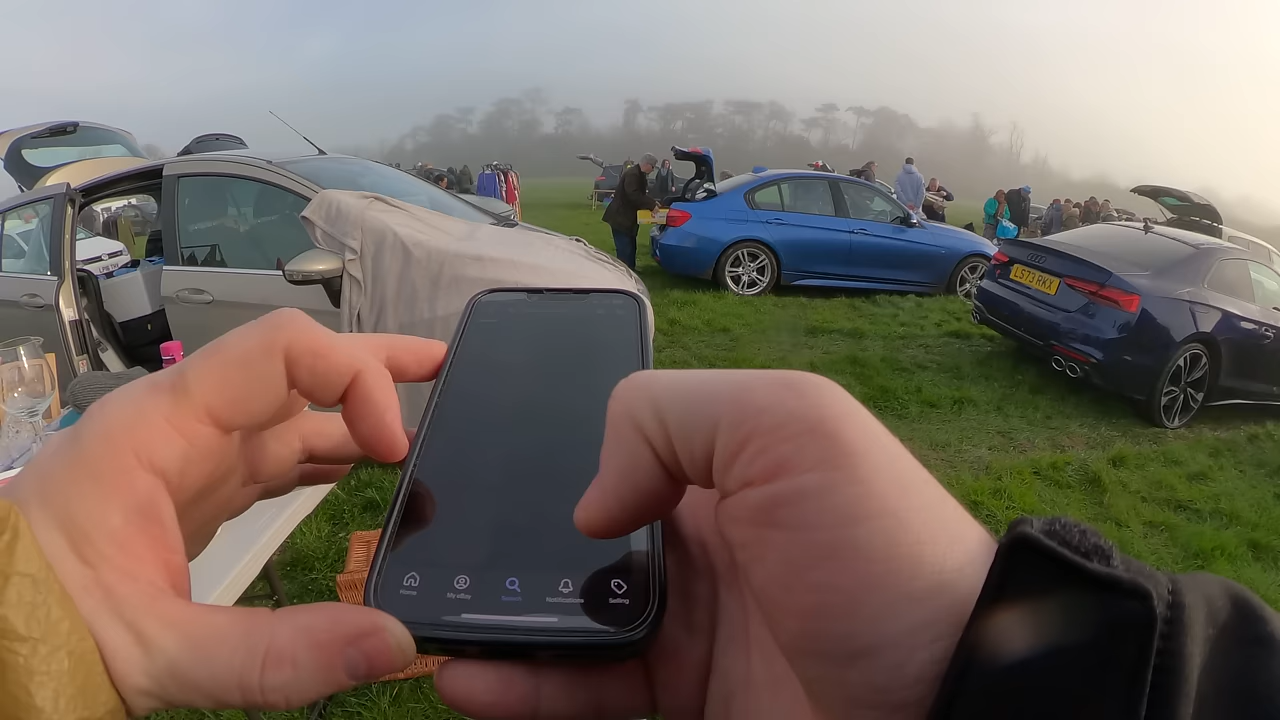 LS73 RKX
Home
My eBay
Search
Notifications
Selling